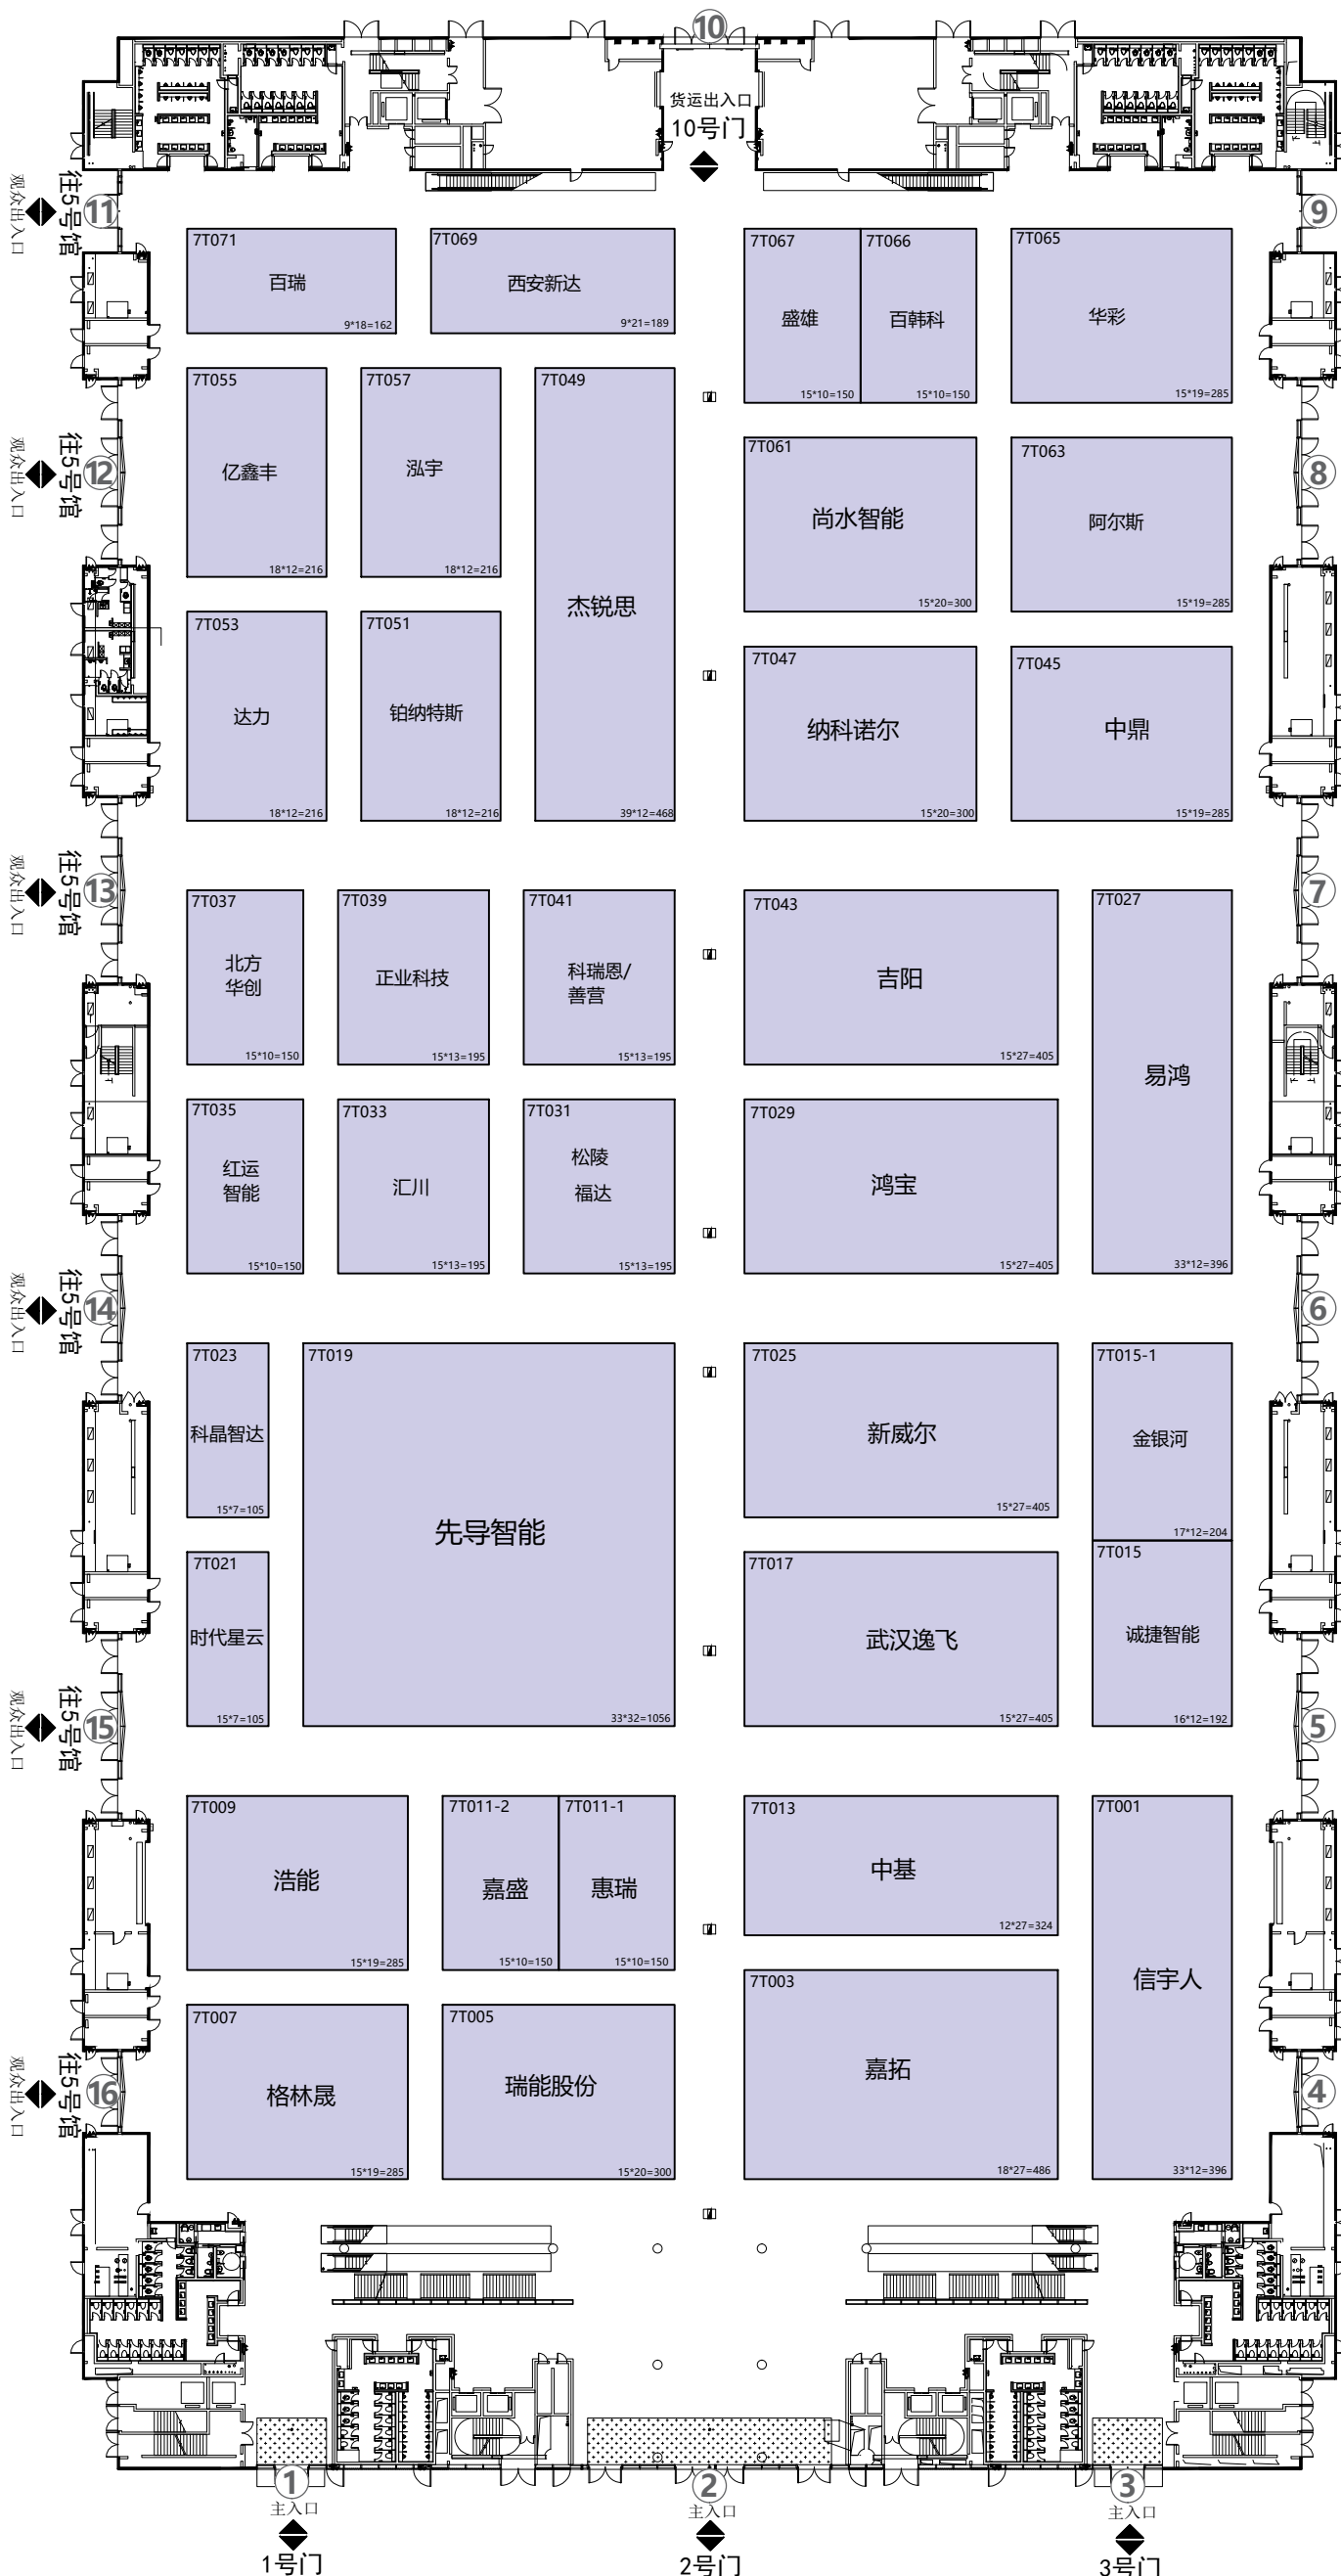 10
货运出入口
10号门
11
往5号馆
观众出入口
9
7T071
百瑞
9*18=162
7T069
西安新达
9*21=189
7T067
盛雄
15*10=150
7T066
百韩科
15*10=150
7T065
华彩
15*19=285
7T055
亿鑫丰
18*12=216
7T057
泓宇
18*12=216
7T049
杰锐思
39*12=468
7T061
尚水智能
15*20=300
7T063
阿尔斯
15*19=285
12
往5号馆
观众出入口
8
7T053
达力
18*12=216
7T051
铂纳特斯
18*12=216
7T047
纳科诺尔
15*20=300
7T045
中鼎
15*19=285
13
往5号馆
观众出入口
7
7T037
北方
华创
15*10=150
7T039
正业科技
15*13=195
7T041
科瑞恩/
善营
15*13=195
7T043
吉阳
15*27=405
7T027
易鸿
33*12=396
7T035
红运
智能
15*10=150
7T033
汇川
15*13=195
7T031
松陵
福达
15*13=195
7T029
鸿宝
15*27=405
14
往5号馆
观众出入口
6
7T023
科晶智达
15*7=105
7T019
先导智能
33*32=1056
7T025
新威尔
15*27=405
7T015-1
金银河
17*12=204
7T021
时代星云
15*7=105
7T017
武汉逸飞
15*27=405
7T015
诚捷智能
16*12=192
15
往5号馆
观众出入口
5
7T009
浩能
15*19=285
7T011-2
嘉盛
15*10=150
7T011-1
惠瑞
15*10=150
7T013
中基
12*27=324
7T001
信宇人
33*12=396
7T007
格林晟
15*19=285
7T005
瑞能股份
15*20=300
7T003
嘉拓
18*27=486
16
往5号馆
观众出入口
4
1
主入口
1号门
2
主入口
2号门
3
主入口
3号门